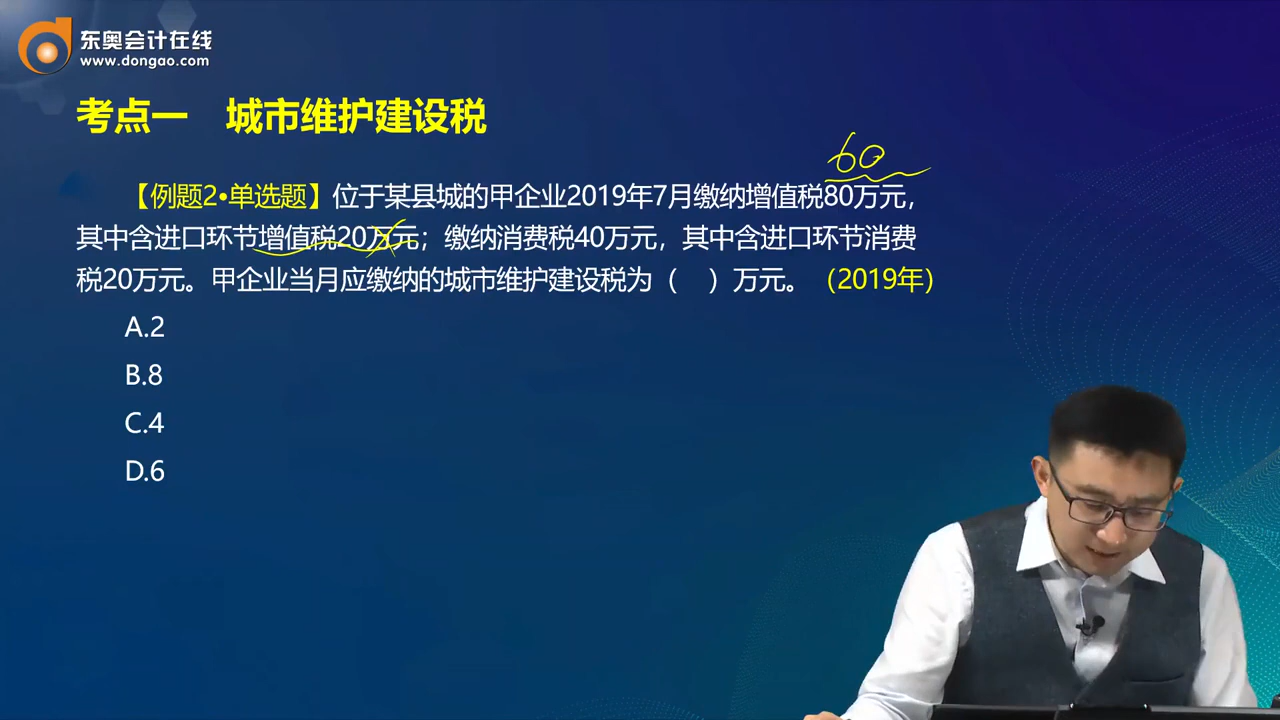 东奥会计在线
www.dongao.com
考点一 城市维护建设税
60
【例题2•单选题】位于某县城的甲企业2019年7月缴纳增值税80万元，
其中含进口环节增值税20万元；缴纳消费税40万元，其中含进口环节消费
税20万元。甲企业当月应缴纳的城市维护建设税为（ ）万元。（2019年）
A.2
B.8
C.4
D.6